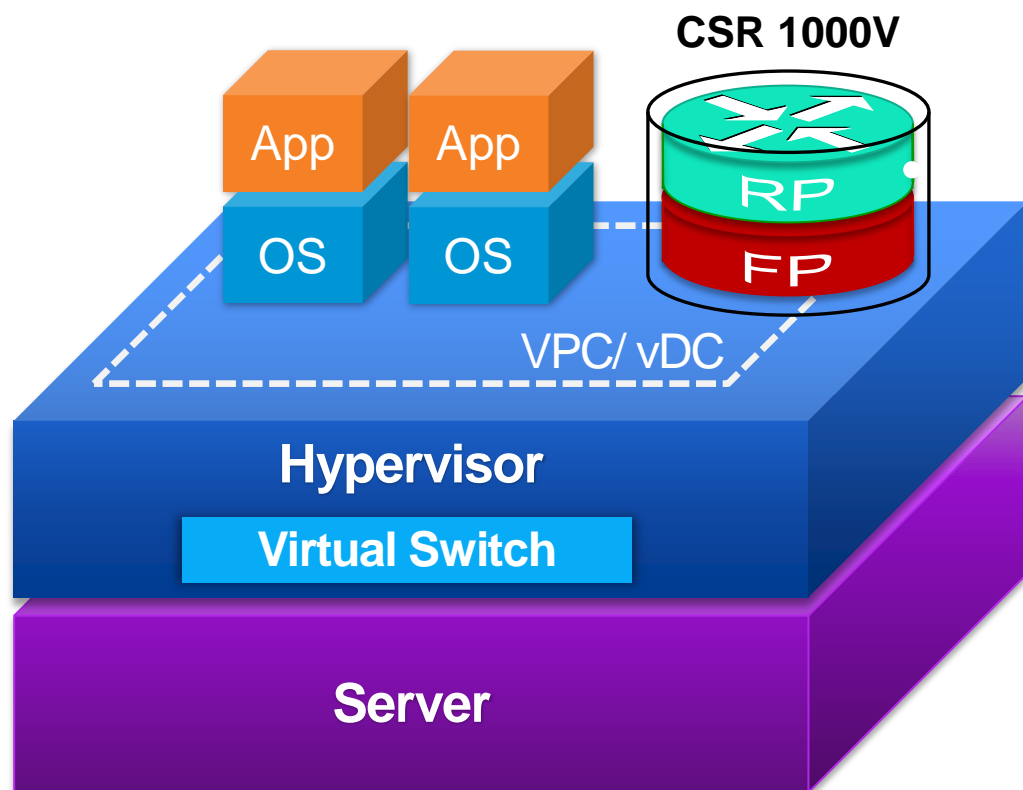 CSR 1000V
App
App
RP
OS
OS
FP
VPC/ vDC
Hypervisor
Virtual Switch
Server